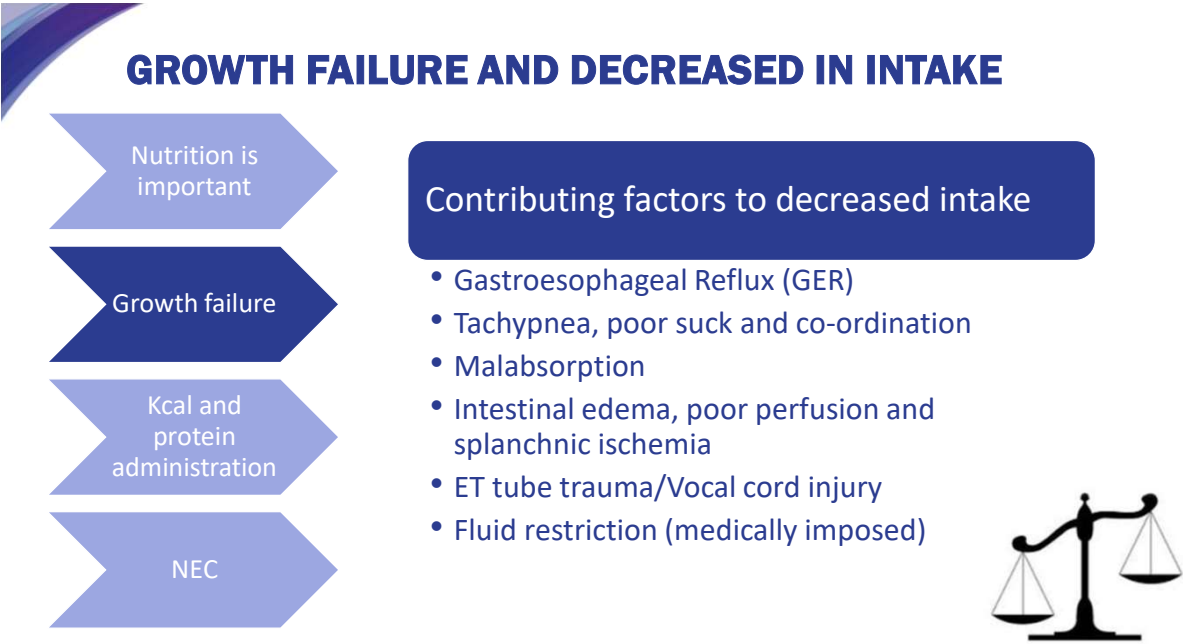 GROWTH FAILURE AND DECREASED IN INTAKE
Nutrition is
important
Growth failure
Kcal and
protein
administration
NEC
Contributing factors to decreased intake
• Gastroesophageal Reflux (GER)
• Tachypnea, poor suck and co-ordination
• Malabsorption
• Intestinal edema, poor perfusion and
splanchnic ischemia
• ET tube trauma/Vocal cord injury
• Fluid restriction (medically imposed)